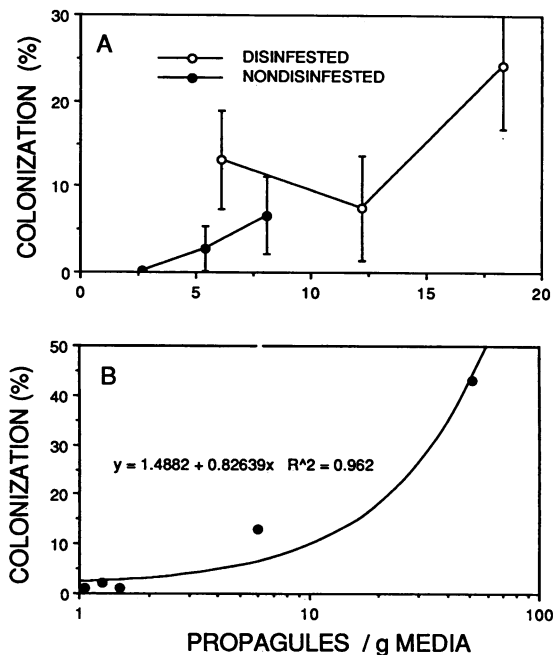 30
20
10
0
COLONIZATION (%)
A
DISINFESTED
NONDISINFESTED
0
5
10
15
20
50
40
30
20
10
0
COLONIZATION (%)
B
y = 1.4882 + 0.82639x R^2 = 0.962
1
10
100
PROPAGULES / g MEDIA